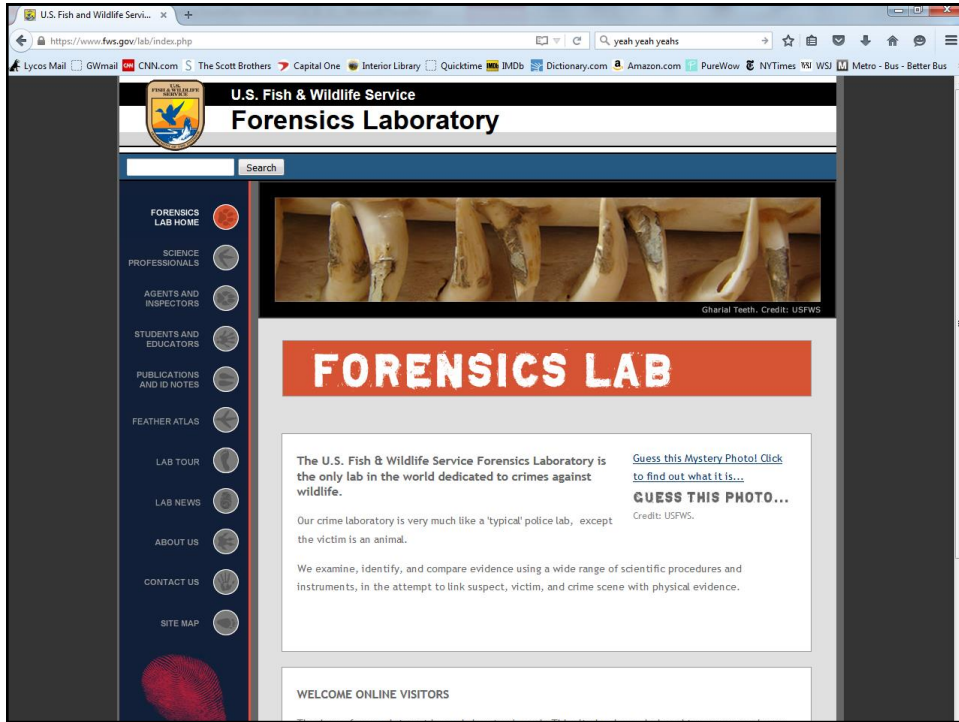 U.S. Fish and Wildlife Servi...
https://www.fws.gov/lab/index.php
yeah yeah yeahs
Lycos Mail GWmail CNN.com The Scott Brothers Capital One Interior Library Quicktime IMDb Dictionary.com Amazon.com PureWow NYTimes WSJ WSJ Metro - Bus - Better Bus
U.S. Fish & Wildlife Service
Forensics Laboratory
Search
FORENSICS
LAB HOME
SCIENCE
PROFESSIONALS
AGENTS AND
INSPECTORS
STUDENTS AND
EDUCATORS
PUBLICATIONS
AND ID NOTES
FEATHER ATLAS
LAB TOUR
LAB NEWS
ABOUT US
CONTACT US
SITE MAP
Gharial Teeth. Credit: USFWS
FORENSICS LAB
The U.S. Fish & Wildlife Service Forensics Laboratory is
the only lab in the world dedicated to crimes against
wildlife.
Our crime laboratory is very much like a 'typical' police lab, except
the victim is an animal.
We examine, identify, and compare evidence using a wide range of scientific procedures and
instruments, in the attempt to link suspect, victim, and crime scene with physical evidence.
Guess this Mystery Photo! Click
to find out what it is...
GUESS THIS PHOTO...
Credit: USFWS.
WELCOME ONLINE VISITORS